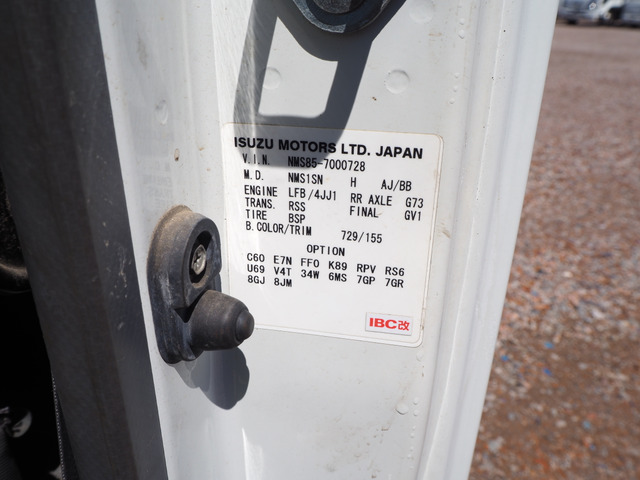 ISUZU MOTORS LTD. JAPAN
V.I.N. NMS85-7000728
M.D. NMS1SN H AJ/BB
ENGINE LFB/4JJ1 RR AXLE G73
TRANS. RSS FINAL GV1
TIRE BSP
B.COLOR/TRIM 729/155
OPTION
C60 E7N FF0 K89 RPV RS6
U69 V4T 34W 6MS 7GP 7GR
8GJ 8JM
IBC改